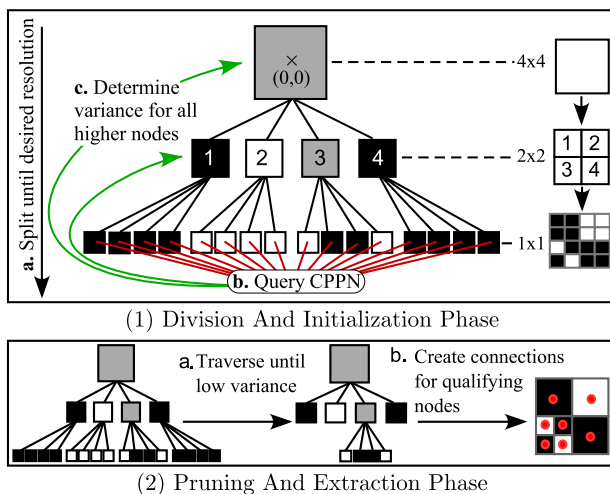 a. Split until desired resolution
c. Determine
variance for all
higher nodes
×
(0,0)
4x4
1 2 3 4
2x2
1 2
3 4
1x1
b. Query CPPN
(1) Division And Initialization Phase
a. Traverse until
low variance
b. Create connections
for qualifying
nodes
(2) Pruning And Extraction Phase